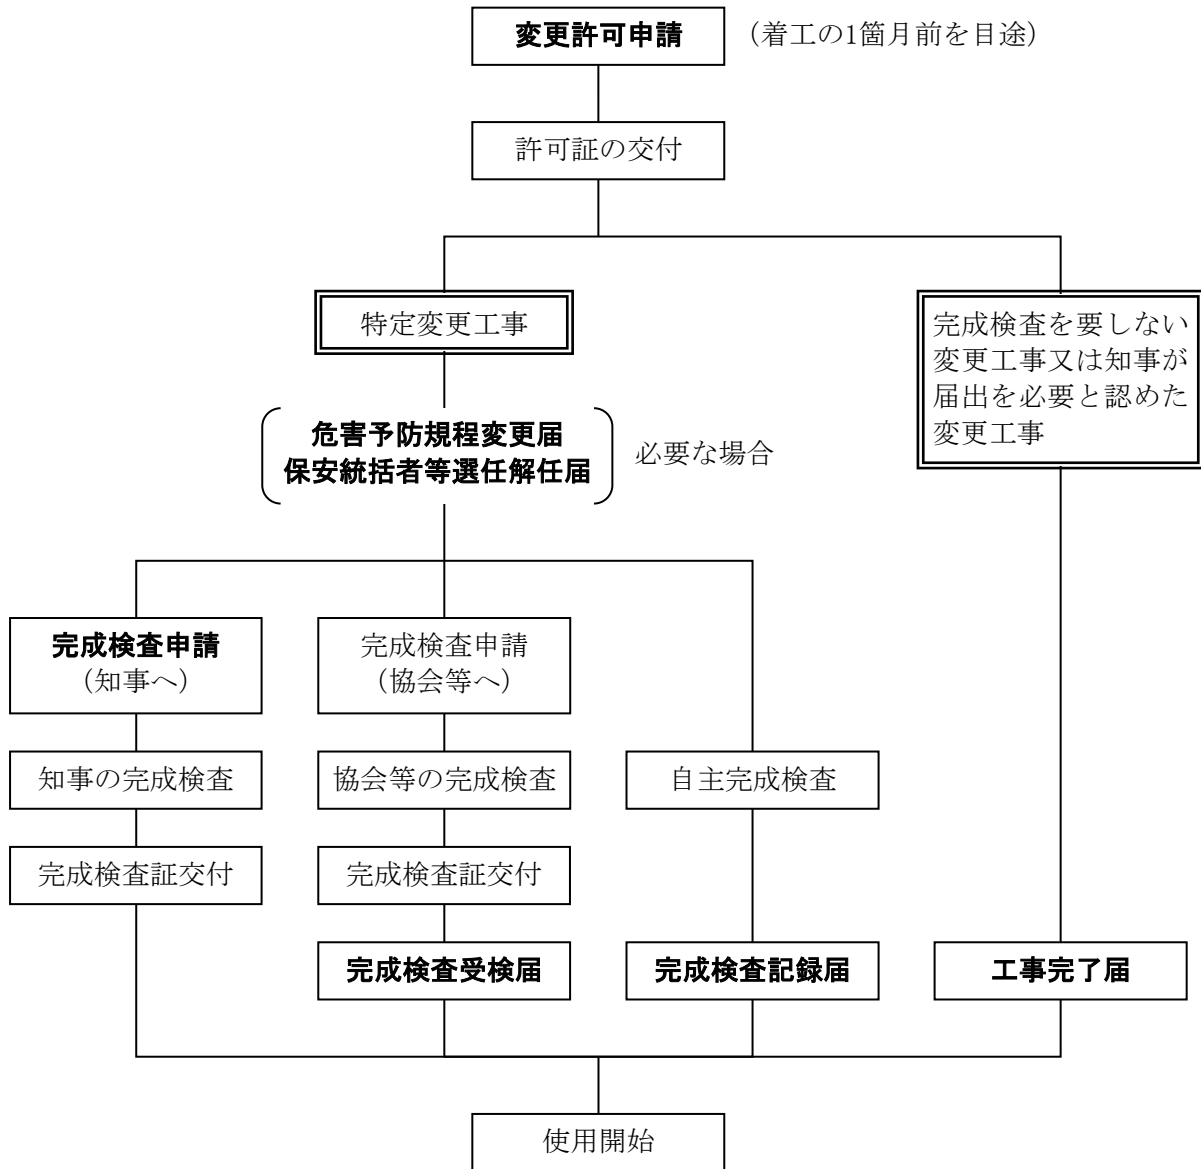 変更許可申請
(着工の1箇月前を目途)
許可証の交付
特定変更工事
完成検査を要しない
変更工事又は知事が
届出を必要と認めた
変更工事
危害予防規程変更届
保安統括者等選任解任届
必要な場合
完成検査申請
(知事へ)
完成検査申請
(協会等へ)
知事の完成検査
協会等の完成検査
自主完成検査
完成検査証交付
完成検査証交付
完成検査受検届
完成検査記録届
工事完了届
使用開始